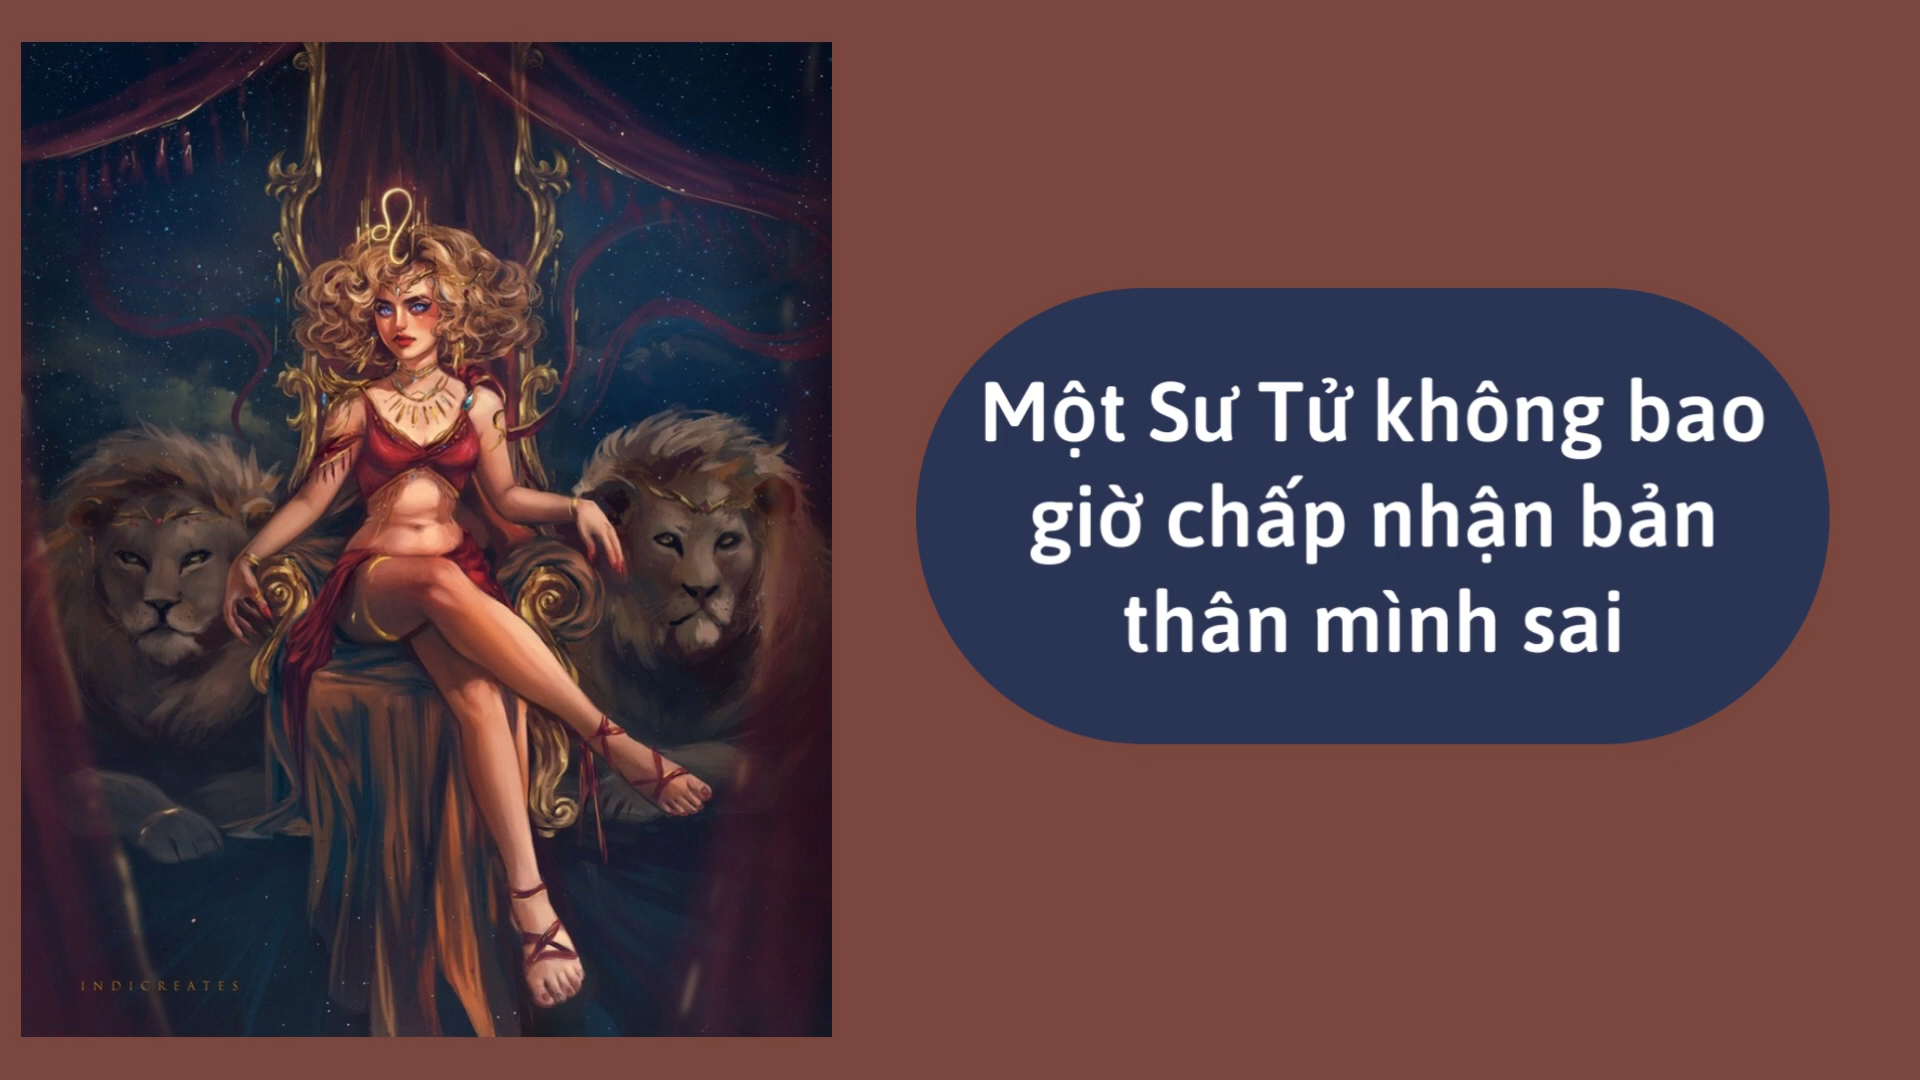 Một Sư Tử không bao
giờ chấp nhận bản
thân mình sai
INDICREATES